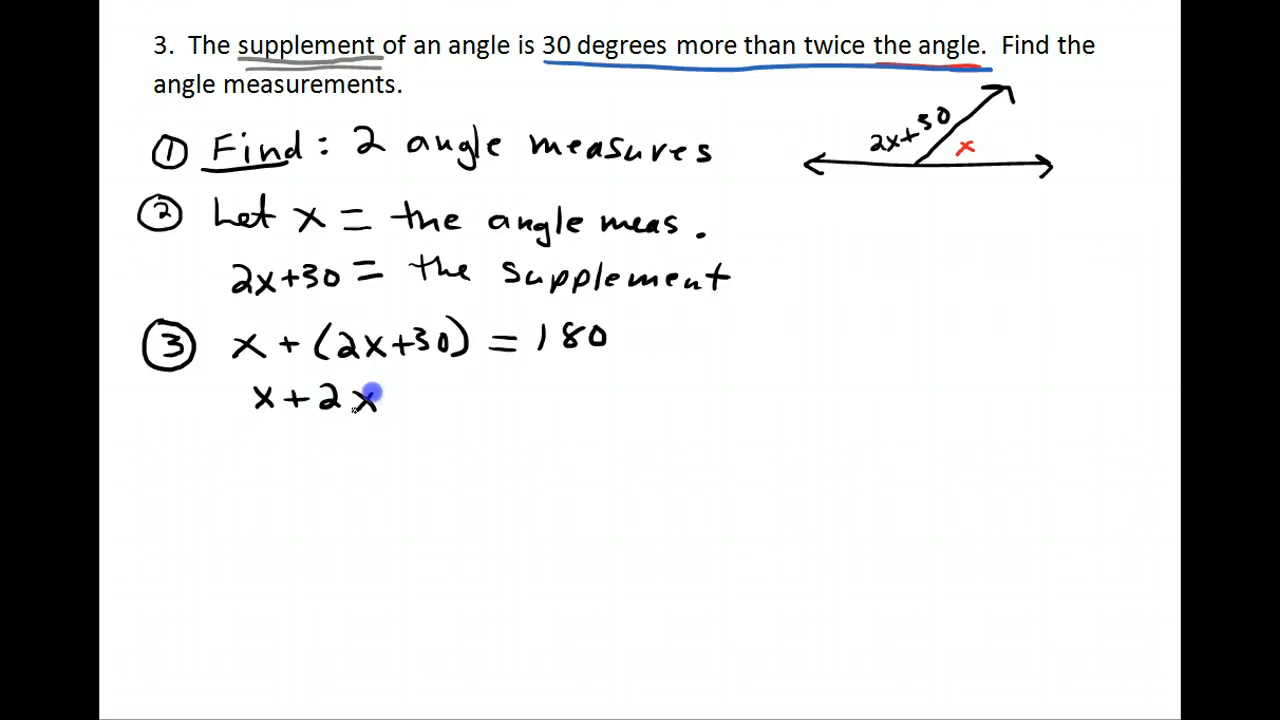 3. The supplement of an angle is 30 degrees more than twice the angle. Find the
angle measurements.
2x+30
x
① Find: 2 angle measures
② Let x = the angle meas.
2x+30 = the supplement
③ x + (2x+30) = 180
x + 2x